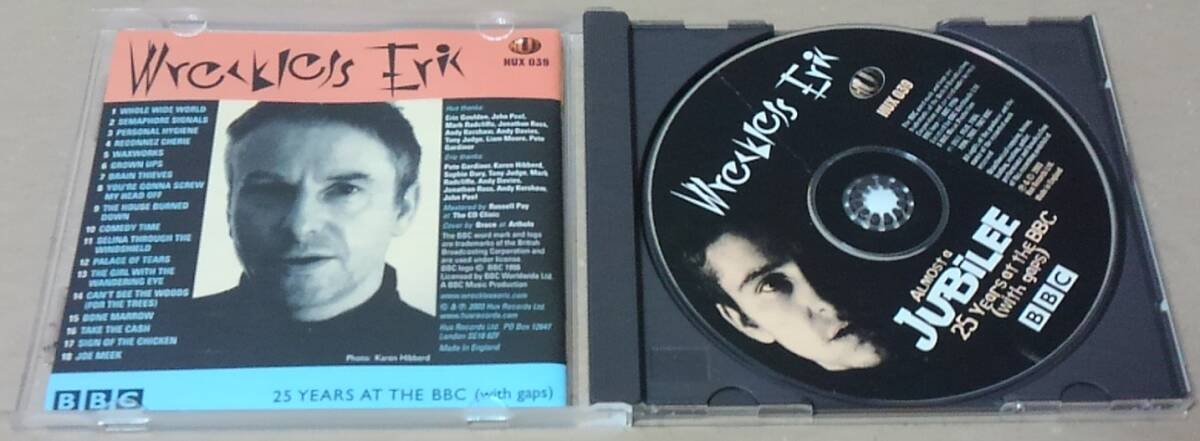 Wreckless Eric
HUX 039
1 WHOLE WIDE WORLD
2 SEMAPHORE SIGNALS
3 PERSONAL HYGIENE
4 RECONNEZ CHERIE
5 WAXWORKS
6 GROWN UPS
7 BRAIN THIEVES
8 YOU'RE GONNA SCREW
MY HEAD OFF
9 THE HOUSE BURNED
DOWN
10 COMEDY TIME
11 SELINA THROUGH THE
WINDSHIELD
12 PALACE OF TEARS
13 THE GIRL WITH THE
WANDERING EYE
14 CAN'T SEE THE WOODS
(FOR THE TREES)
15 BONE MARROW
16 TAKE THE CASH
17 SIGN OF THE CHICKEN
18 JOE MEEK
Hux thanks:
Eric Goulden, John Peel,
Mark Radcliffe, Jonathan Ross,
Andy Kershaw, Andy Davies,
Tony Judge, Liam Moore, Pete
Gardiner
Eric thanks:
Pete Gardiner, Karen Hibberd,
Sophie Dury, Tony Judge, Mark
Radcliffe, Andy Davies,
Jonathan Ross, Andy Kershaw,
John Peel
Mastered by Russell Pay
at The CD Clinic
Cover by Bruce at Arthole
The BBC word mark and logo
are trademarks of the British
Broadcasting Corporation and
are used under license
BBC logo © BBC 1996
Licensed by BBC Worldwide Ltd.
A BBC Music Production
www.wrecklesseric.com
© & ℗ 2003 Hux Records Ltd.
www.huxrecords.com
Hux Records Ltd PO Box 12647
London SE18 8ZF
Made in England
Photo: Karen Hibberd
BBC
25 YEARS AT THE BBC (with gaps)
Wreckless Eric
HUX 039
ALMOST a
JUBILEE
25 Years at the BBC
(with gaps)
BBC